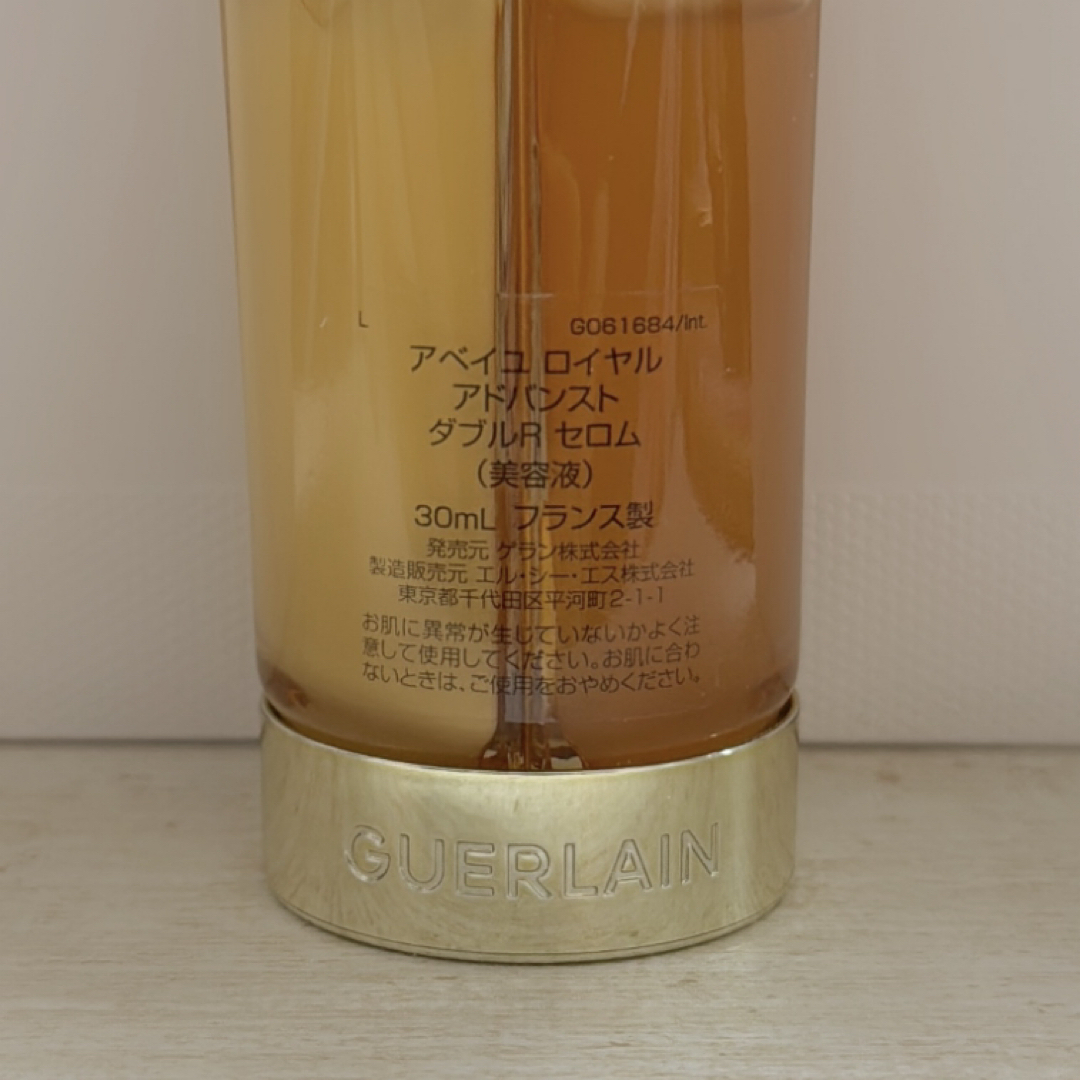 L G061684/Int.
アベイユ ロイヤル
アドバンスト
ダブルR セロム
（美容液）
30mL フランス製
発売元 ゲラン株式会社
製造販売元 エル・シー・エス株式会社
東京都千代田区平河町2-1-1
お肌に異常が生じていないかよく注
意して使用してください。お肌に合わ
ないときは、ご使用をおやめください。
GUERLAIN